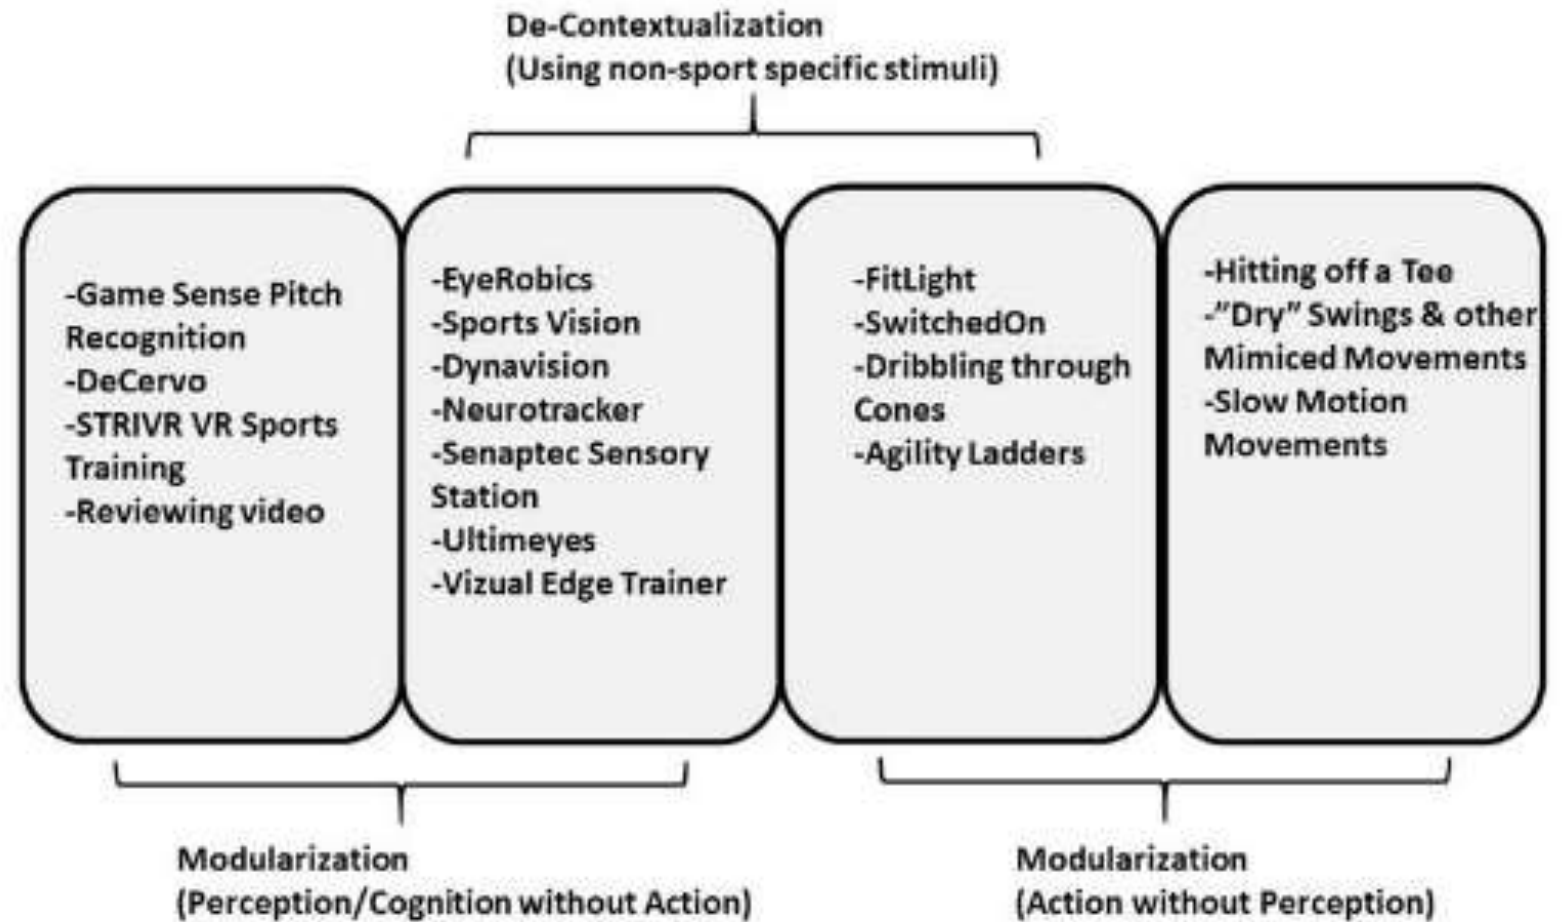 De-Contextualization
(Using non-sport specific stimuli)
-Game Sense Pitch
Recognition
-DeCervo
-STRIVR VR Sports
Training
-Reviewing video
-EyeRobics
-Sports Vision
-Dynavision
-Neurotracker
-Senaptec Sensory
Station
-Ultimeyes
-Vizual Edge Trainer
-FitLight
-SwitchedOn
-Dribbling through
Cones
-Agility Ladders
-Hitting off a Tee
-”Dry” Swings & other
Mimiced Movements
-Slow Motion
Movements
Modularization
(Perception/Cognition without Action)
Modularization
(Action without Perception)